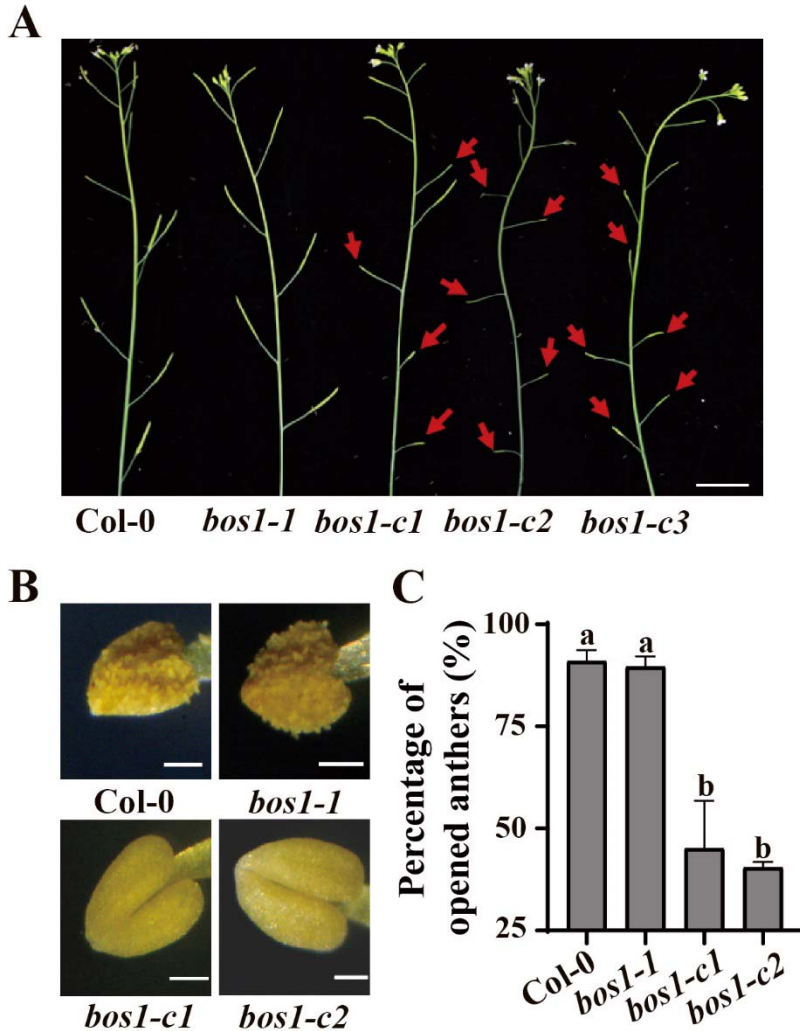 A
Col-0 bos1-1 bos1-c1 bos1-c2 bos1-c3
B
Col-0 bos1-1
bos1-c1 bos1-c2
C
Percentage of
opened anthers (%)
100
75
50
25
a a b b
Col-0 bos1-1 bos1-c1 bos1-c2